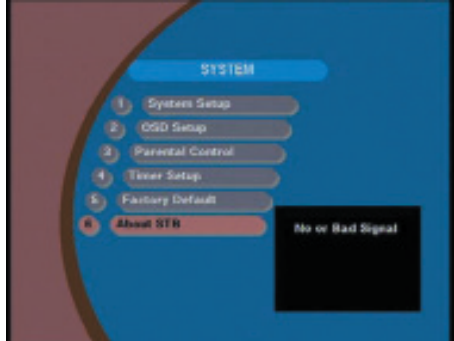 SYSTEM
1 System Setup
2 OSD Setup
3 Parental Control
4 Timer Setup
5 Factory Default
6 About STB
No or Bad Signal